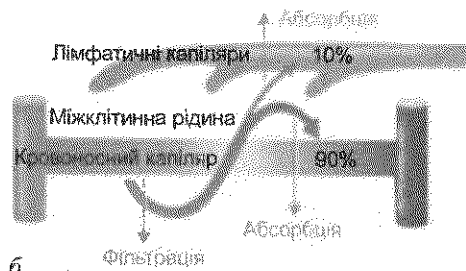 Абсорбція
Лімфатичні капіляри 10%
Міжклітинна рідина
Кровоносний капіляр 90%
Абсорбція
Фільтрація
б